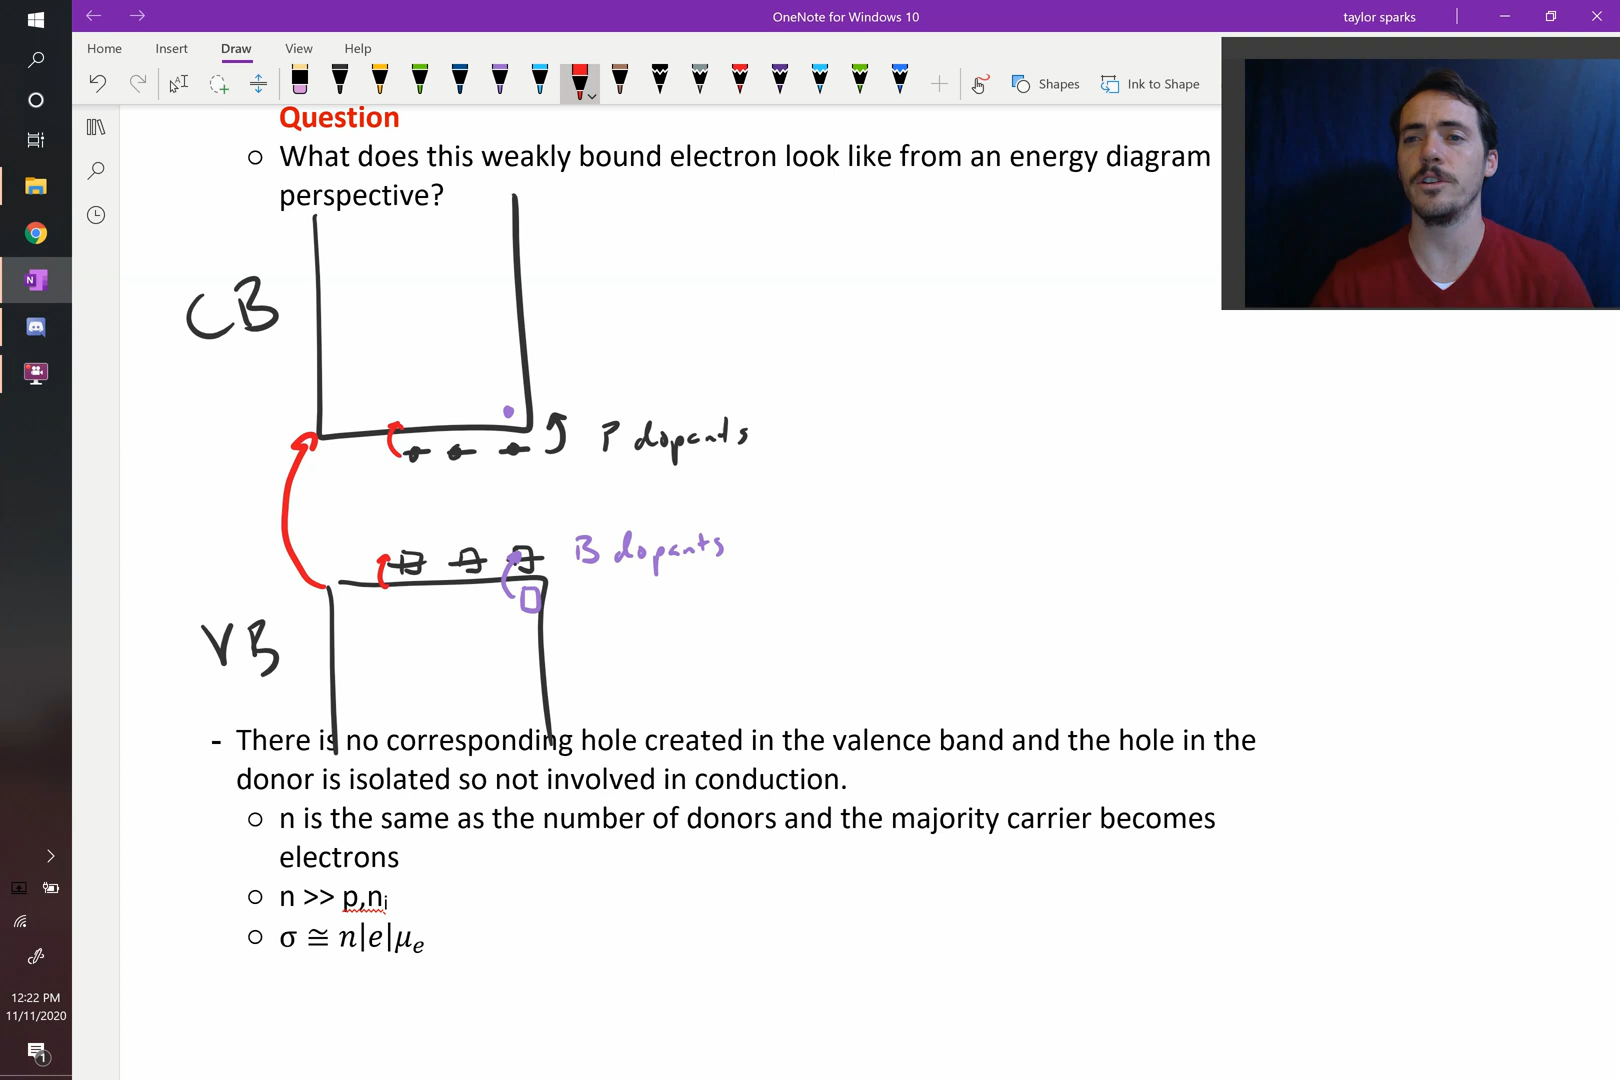 OneNote for Windows 10
taylor sparks
Home Insert Draw View Help
Shapes
Ink to Shape
Question
What does this weakly bound electron look like from an energy diagram
perspective?
CB
P dopants
B dopants
VB
- There is no corresponding hole created in the valence band and the hole in the
donor is isolated so not involved in conduction.
n is the same as the number of donors and the majority carrier becomes
electrons
n >> p,nᵢ
σ ≅ n|e|μₑ
12:22 PM
11/11/2020
1